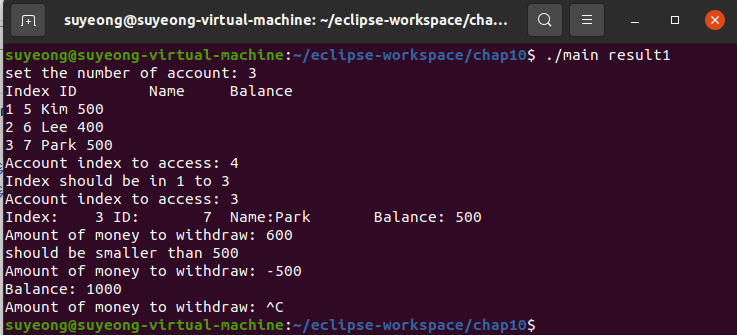 suyeong@suyeong-virtual-machine: ~/eclipse-workspace/cha...
suyeong@suyeong-virtual-machine:~/eclipse-workspace/chap10$ ./main result1
set the number of account: 3
Index ID        Name     Balance
1 5 Kim 500
2 6 Lee 400
3 7 Park 500
Account index to access: 4
Index should be in 1 to 3
Account index to access: 3
Index:    3 ID:       7  Name:Park       Balance: 500
Amount of money to withdraw: 600
should be smaller than 500
Amount of money to withdraw: -500
Balance: 1000
Amount of money to withdraw: ^C
suyeong@suyeong-virtual-machine:~/eclipse-workspace/chap10$